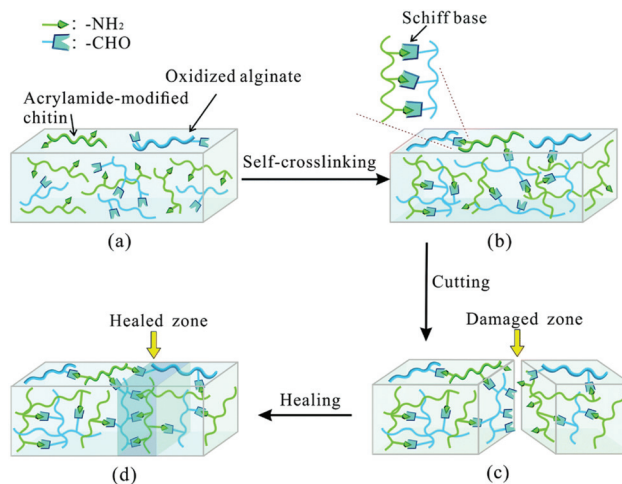 : -NH₂
: -CHO
Schiff base
Oxidized alginate
Acrylamide-modified
chitin
Self-crosslinking
(a)
(b)
Cutting
Healed zone
Damaged zone
Healing
(d)
(c)